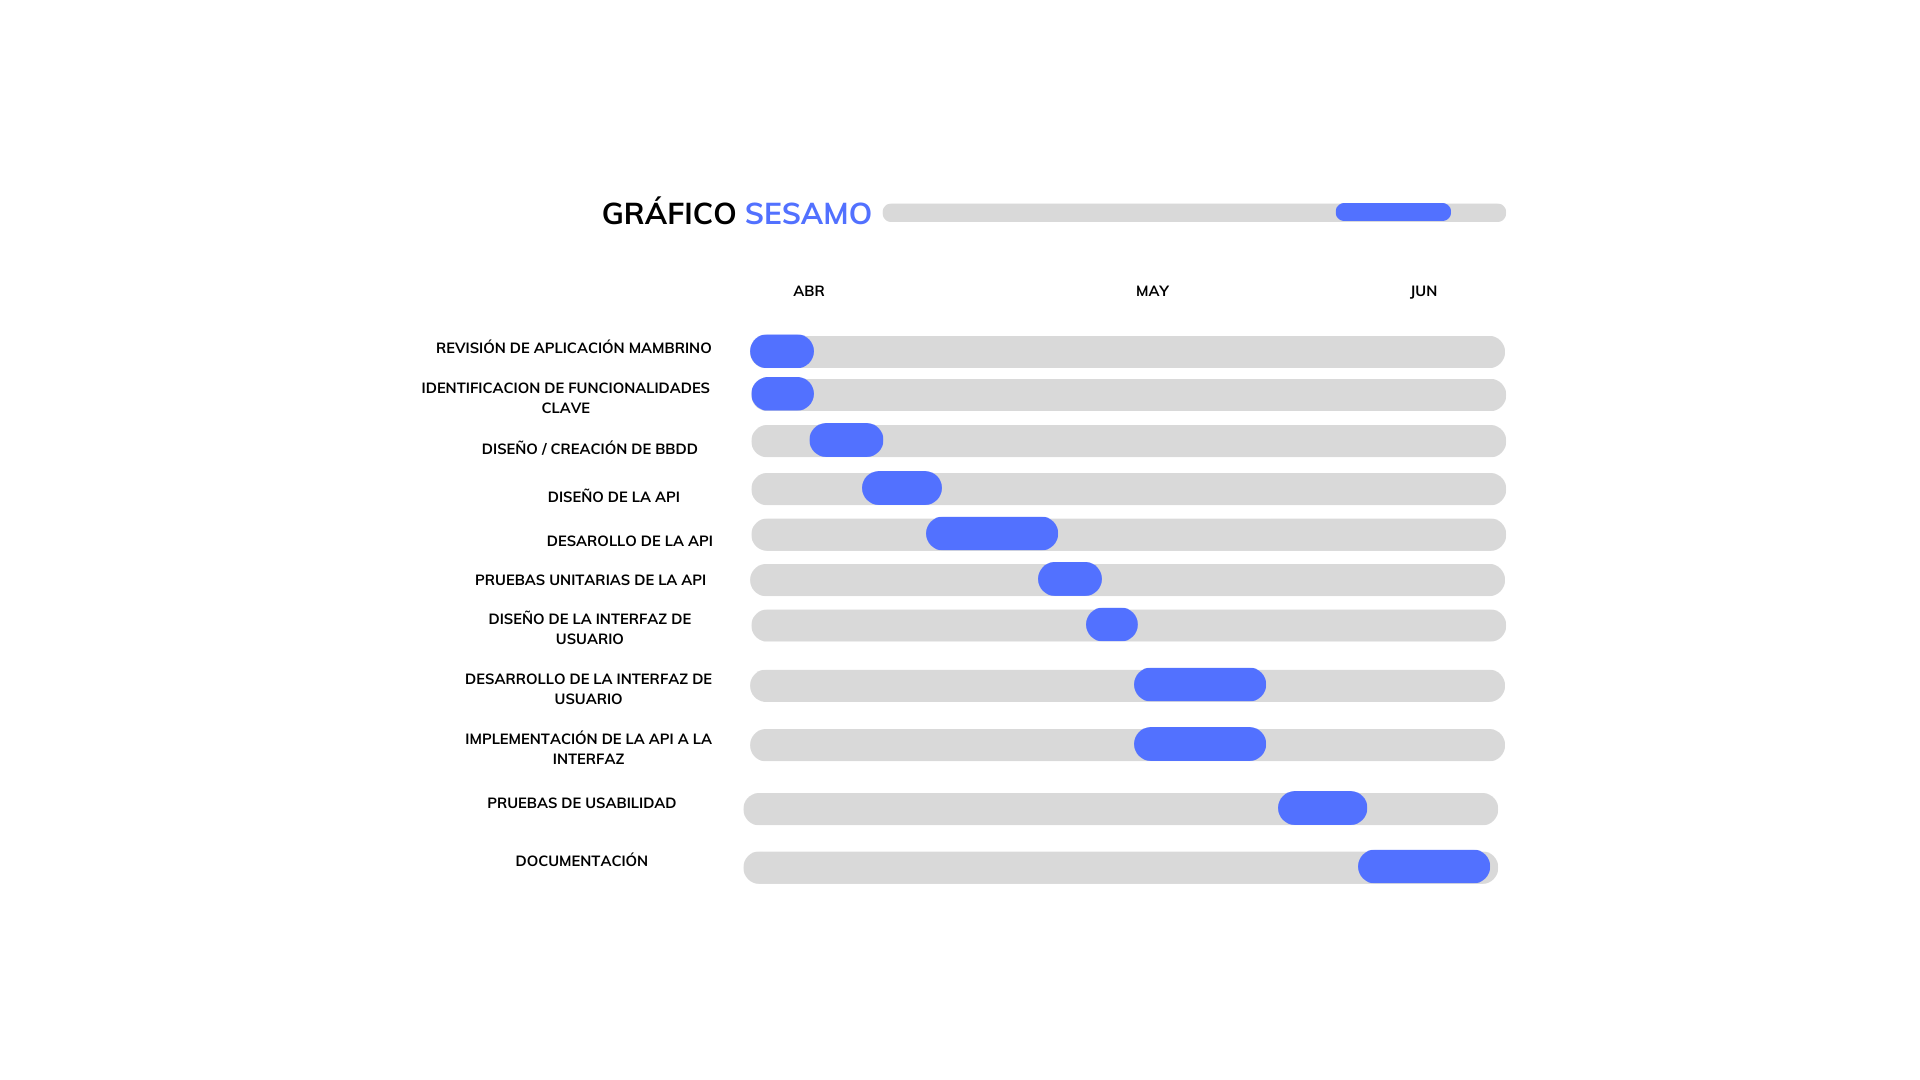 GRÁFICO SESAMO
ABR MAY JUN
REVISIÓN DE APLICACIÓN MAMBRINO
IDENTIFICACION DE FUNCIONALIDADES
CLAVE
DISEÑO / CREACIÓN DE BBDD
DISEÑO DE LA API
DESAROLLO DE LA API
PRUEBAS UNITARIAS DE LA API
DISEÑO DE LA INTERFAZ DE
USUARIO
DESARROLLO DE LA INTERFAZ DE
USUARIO
IMPLEMENTACIÓN DE LA API A LA
INTERFAZ
PRUEBAS DE USABILIDAD
DOCUMENTACIÓN